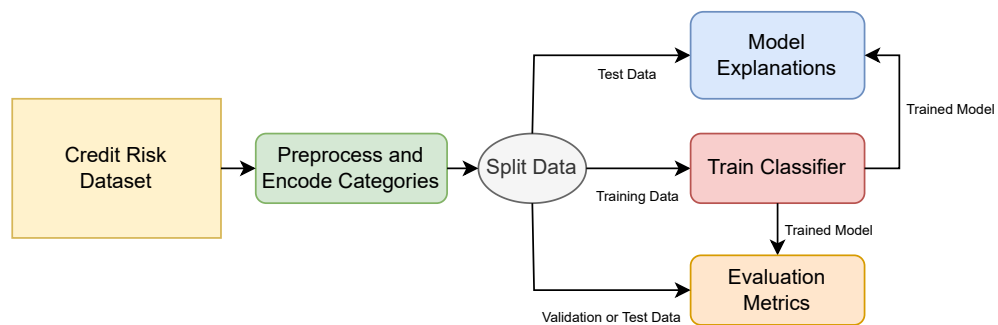 Credit Risk
Dataset
Preprocess and
Encode Categories
Split Data
Test Data
Training Data
Validation or Test Data
Model
Explanations
Train Classifier
Trained Model
Trained Model
Evaluation
Metrics